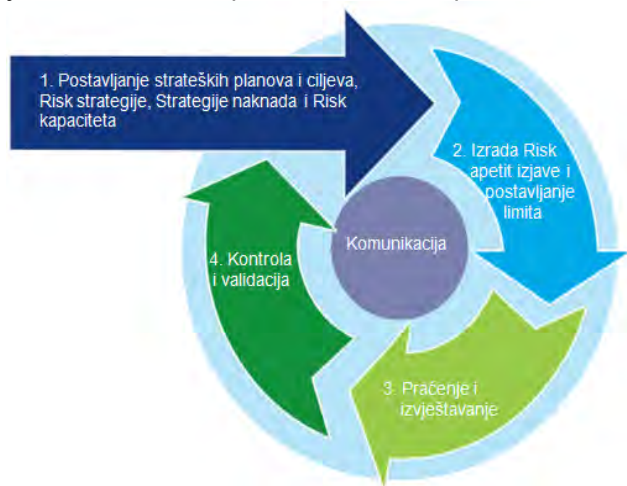 1. Postavljanje strateških planova i ciljeva,
Risk strategije, Strategije naknada i Risk
kapaciteta
2. Izrada Risk
apetit izjave i
postavljanje
limita
Komunikacija
3. Praćenje i
izvještavanje
4. Kontrola
i validacija